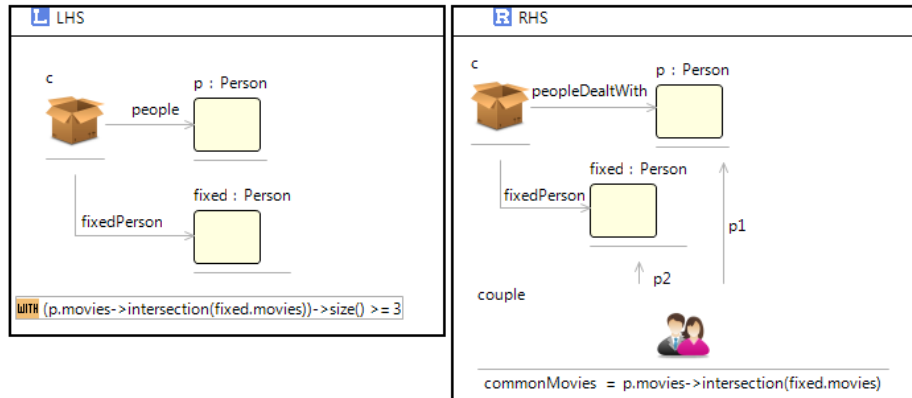 L LHS
c
p : Person
people
fixed : Person
fixedPerson
WITH (p.movies->intersection(fixed.movies))->size() >= 3
R RHS
c
p : Person
peopleDealtWith
fixed : Person
fixedPerson
p1
p2
couple
commonMovies = p.movies->intersection(fixed.movies)